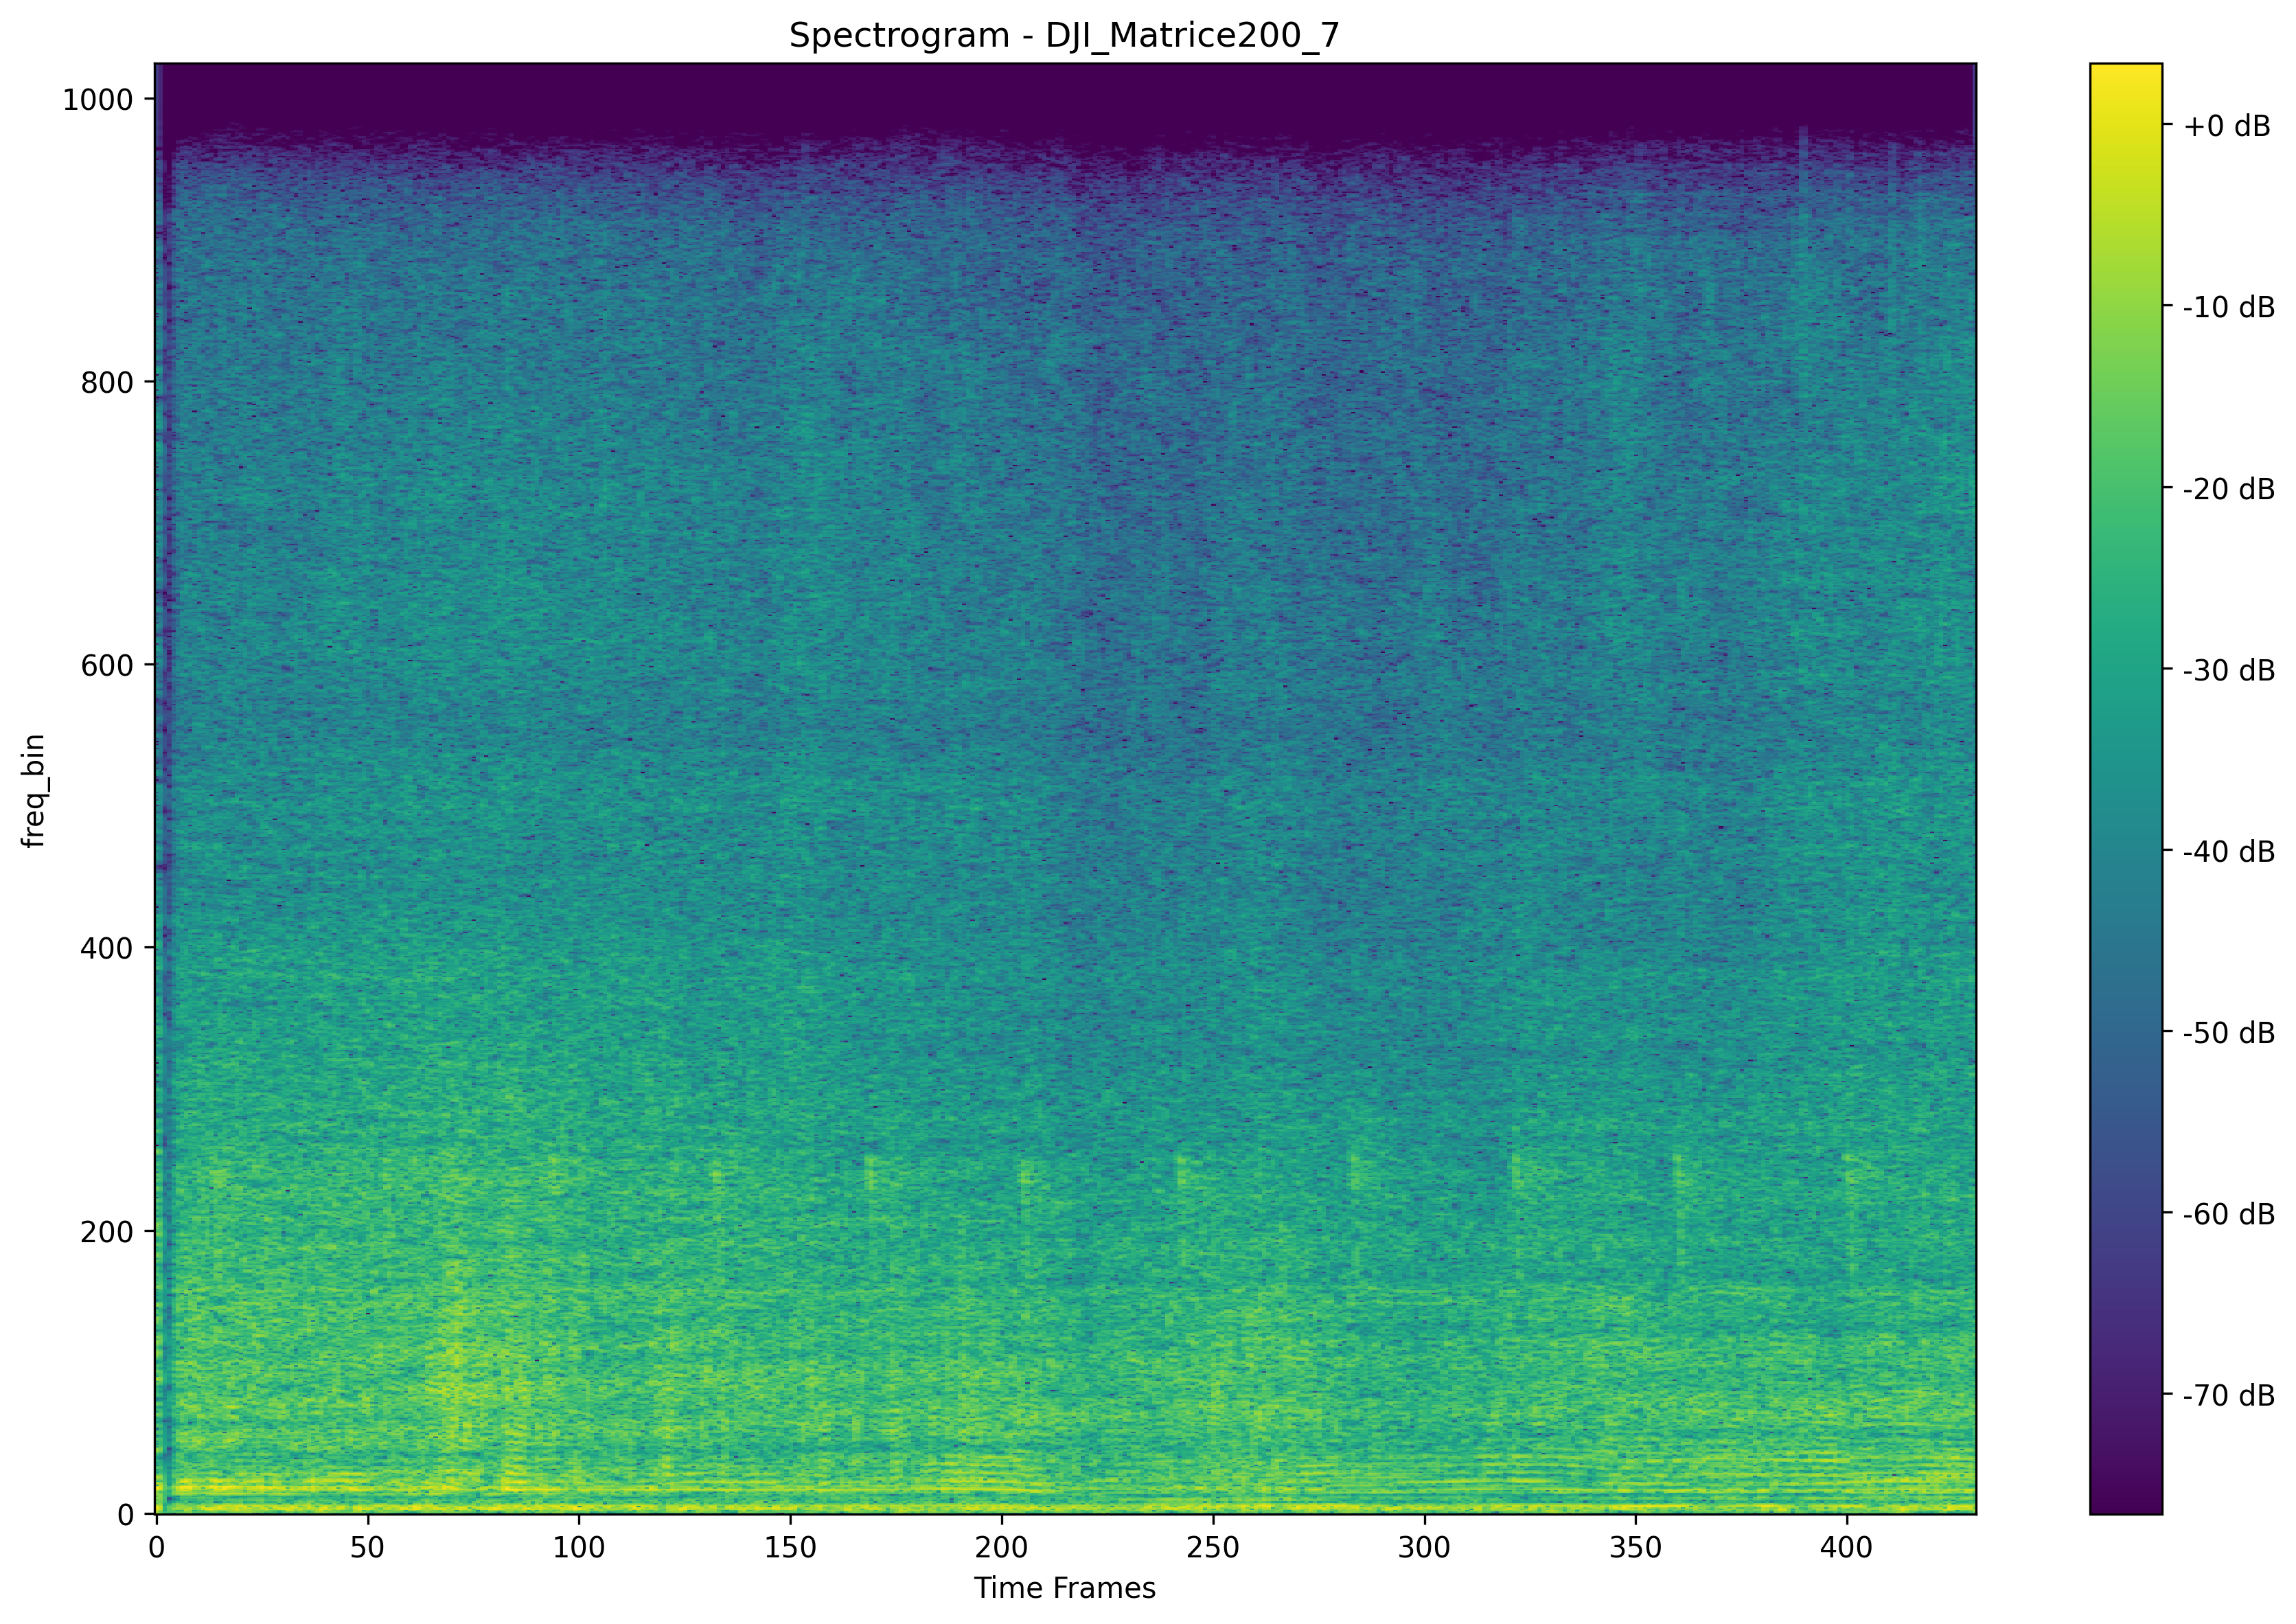 Spectrogram - DJI_Matrice200_7
freq_bin
1000
800
600
400
200
0
0 50 100 150 200 250 300 350 400
Time Frames
+0 dB
-10 dB
-20 dB
-30 dB
-40 dB
-50 dB
-60 dB
-70 dB